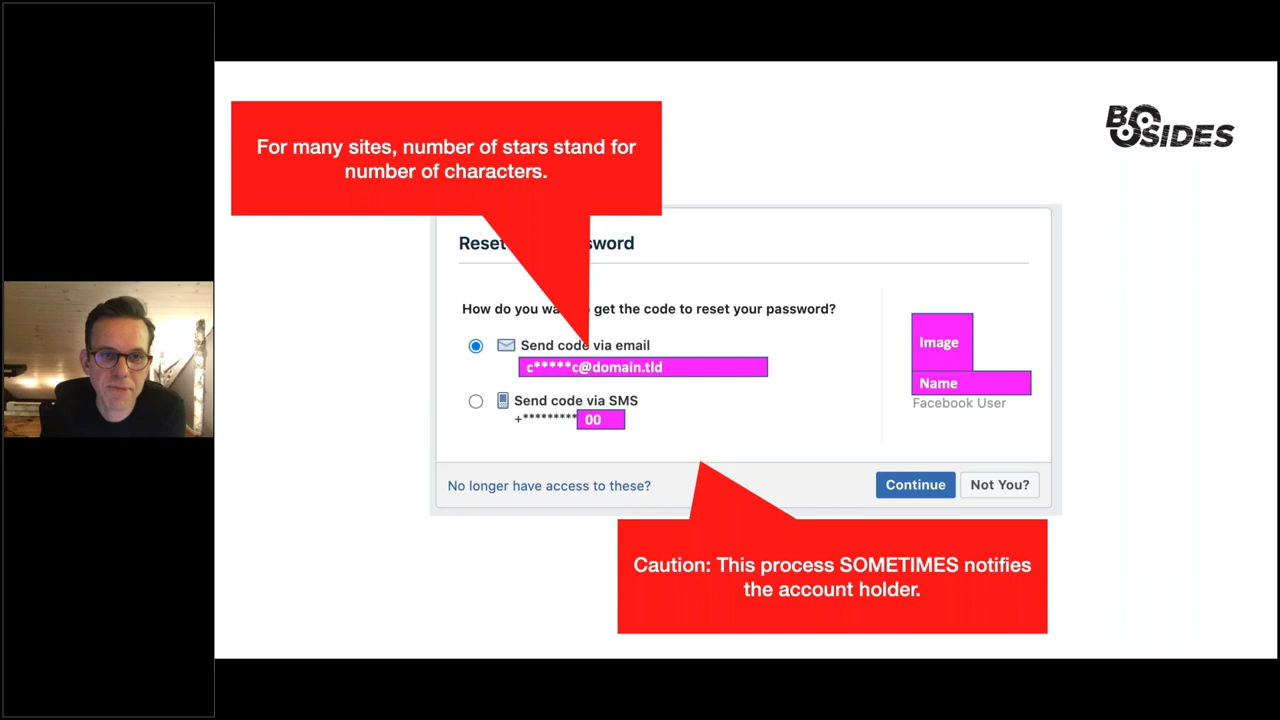 For many sites, number of stars stand for
number of characters.
BSIDES
Reset sword
How do you wa get the code to reset your password?
Send code via email
c*****c@domain.tld
Send code via SMS
+********* 00
Image
Name
Facebook User
No longer have access to these?
Continue
Not You?
Caution: This process SOMETIMES notifies
the account holder.